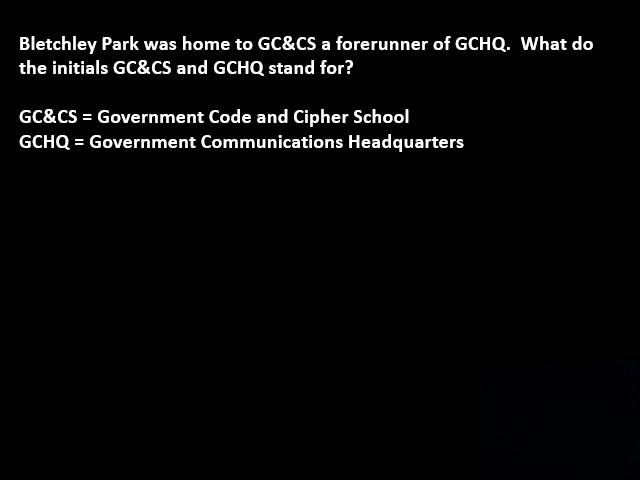 Bletchley Park was home to GC&CS a forerunner of GCHQ.  What do
the initials GC&CS and GCHQ stand for?
GC&CS = Government Code and Cipher School
GCHQ = Government Communications Headquarters